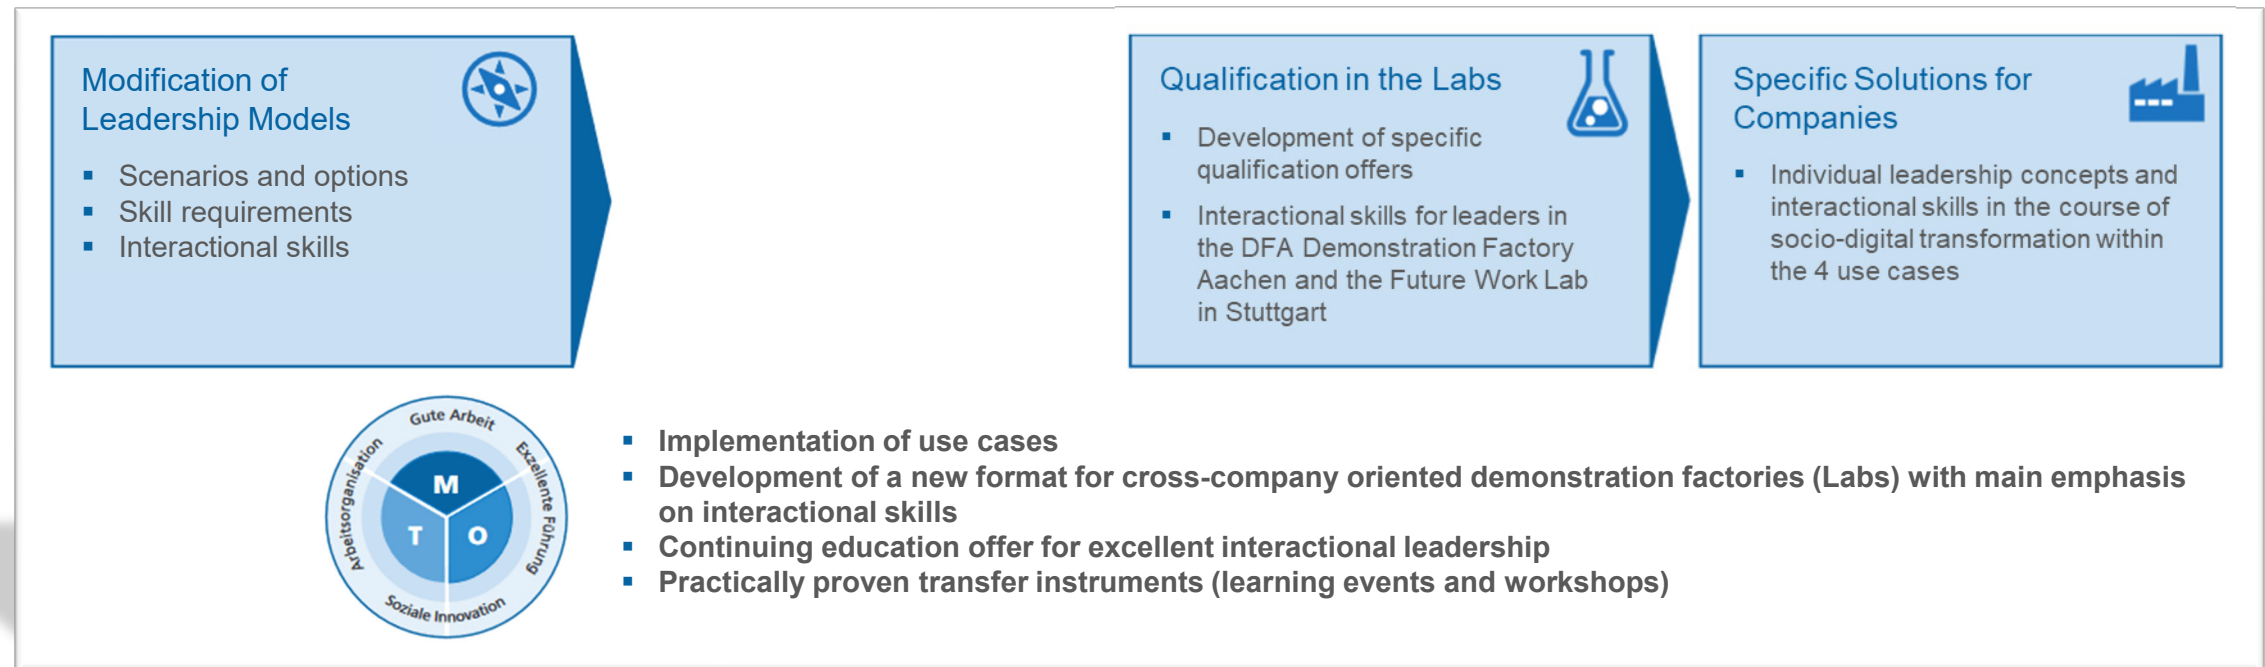 Modification of
Leadership Models
▪ Scenarios and options
▪ Skill requirements
▪ Interactional skills
Qualification in the Labs
▪ Development of specific
qualification offers
▪ Interactional skills for leaders in
the DFA Demonstration Factory
Aachen and the Future Work Lab
in Stuttgart
Specific Solutions for
Companies
▪ Individual leadership concepts and
interactional skills in the course of
socio-digital transformation within
the 4 use cases
Gute Arbeit
Exzellente Führung
Soziale Innovation
Arbeitsorganisation
M
T O
▪ Implementation of use cases
▪ Development of a new format for cross-company oriented demonstration factories (Labs) with main emphasis
on interactional skills
▪ Continuing education offer for excellent interactional leadership
▪ Practically proven transfer instruments (learning events and workshops)